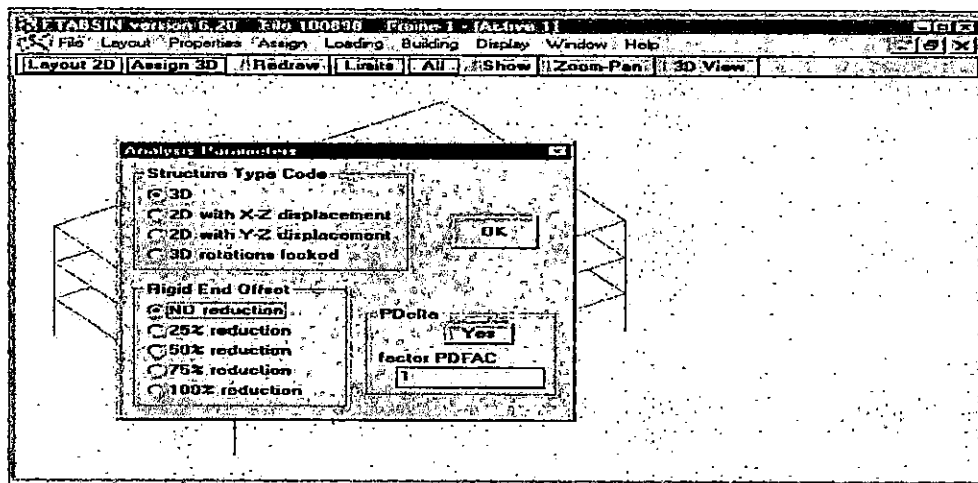 ETABSIN version 6.20 File 100898 Frame 1 - [Active 1]
File Layout Properties Assign Loading Building Display Window Help
Layout 2D Assign 3D Redraw Limits All Show Zoom-Pan 3D View
Analysis Parameters
Structure Type Code
3D
2D with X-Z displacement
2D with Y-Z displacement
3D rotations locked
OK
Rigid End Offset
NO reduction
25% reduction
50% reduction
75% reduction
100% reduction
PDelta
Yes
factor PDFAC
1